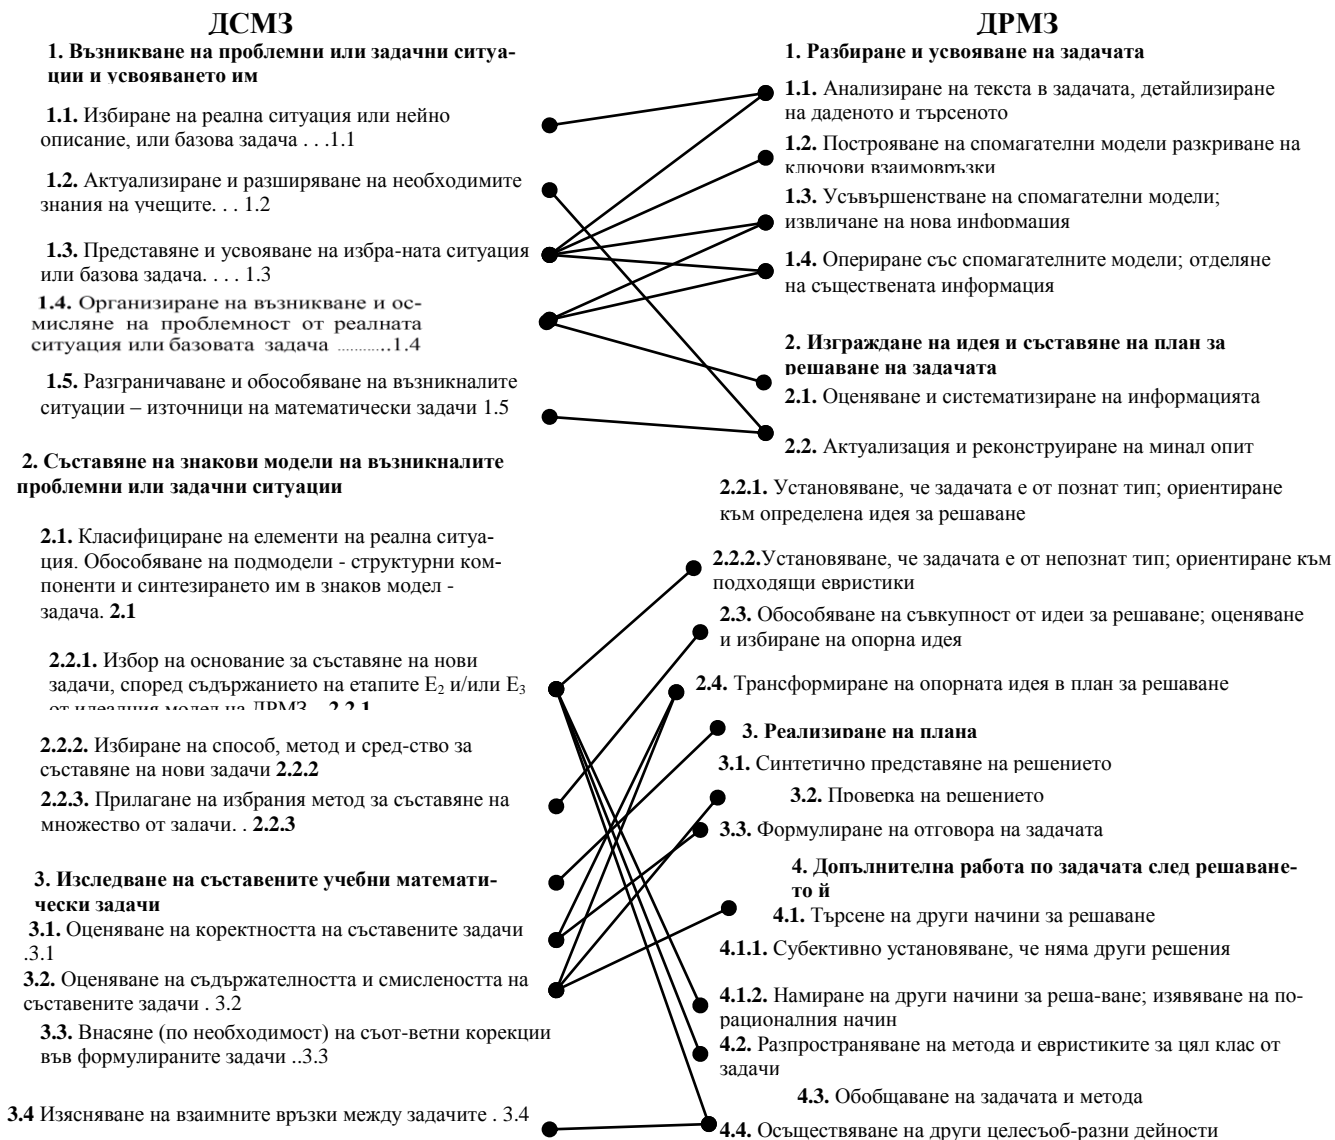 ДСМЗ
1. Възникване на проблемни или задачни ситуа-
ции и усвояването им
1.1. Избиране на реална ситуация или нейно
описание, или базова задача . . .1.1
1.2. Актуализиране и разширяване на необходимите
знания на учещите. . . 1.2
1.3. Представяне и усвояване на избра-ната ситуация
или базова задача. . . . 1.3
1.4. Организиране на възникване и ос-
мисляне на проблемност от реалната
ситуация или базовата задача ...........1.4
1.5. Разграничаване и обособяване на възникналите
ситуации – източници на математически задачи 1.5
2. Съставяне на знакови модели на възникналите
проблемни или задачни ситуации
2.1. Класифициране на елементи на реална ситуа-
ция. Обособяване на подмодели - структурни ком-
поненти и синтезирането им в знаков модел -
задача. 2.1
2.2.1. Избор на основание за съставяне на нови
задачи, според съдържанието на етапите E2 и/или E3
от идеалния модел на ДРМЗ 2.2.1
2.2.2. Избиране на способ, метод и сред-ство за
съставяне на нови задачи 2.2.2
2.2.3. Прилагане на избрания метод за съставяне на
множество от задачи. . 2.2.3
3. Изследване на съставените учебни математи-
чески задачи
3.1. Оценяване на коректността на съставените задачи
.3.1
3.2. Оценяване на съдържателността и смислеността на
съставените задачи . 3.2
3.3. Внасяне (по необходимост) на съот-ветни корекции
във формулираните задачи ..3.3
3.4 Изясняване на взаимните връзки между задачите . 3.4
ДРМЗ
1. Разбиране и усвояване на задачата
1.1. Анализиране на текста в задачата, детайлизиране
на даденото и търсеното
1.2. Построяване на спомагателни модели разкриване на
ключови взаимовръзки
1.3. Усъвършенстване на спомагателни модели;
извличане на нова информация
1.4. Опериране със спомагателните модели; отделяне
на съществената информация
2. Изграждане на идея и съставяне на план за
решаване на задачата
2.1. Оценяване и систематизиране на информацията
2.2. Актуализация и реконструиране на минал опит
2.2.1. Установяване, че задачата е от познат тип; ориентиране
към определена идея за решаване
2.2.2.Установяване, че задачата е от непознат тип; ориентиране към
подходящи евристики
2.3. Обособяване на съвкупност от идеи за решаване; оценяване
и избиране на опорна идея
2.4. Трансформиране на опорната идея в план за решаване
3. Реализиране на плана
3.1. Синтетично представяне на решението
3.2. Проверка на решението
3.3. Формулиране на отговора на задачата
4. Допълнителна работа по задачата след решаване-
то й
4.1. Търсене на други начини за решаване
4.1.1. Субективно установяване, че няма други решения
4.1.2. Намиране на други начини за реша-ване; изявяване на по-
рационалния начин
4.2. Разпространяване на метода и евристиките за цял клас от
задачи
4.3. Обобщаване на задачата и метода
4.4. Осъществяване на други целесъоб-разни дейности